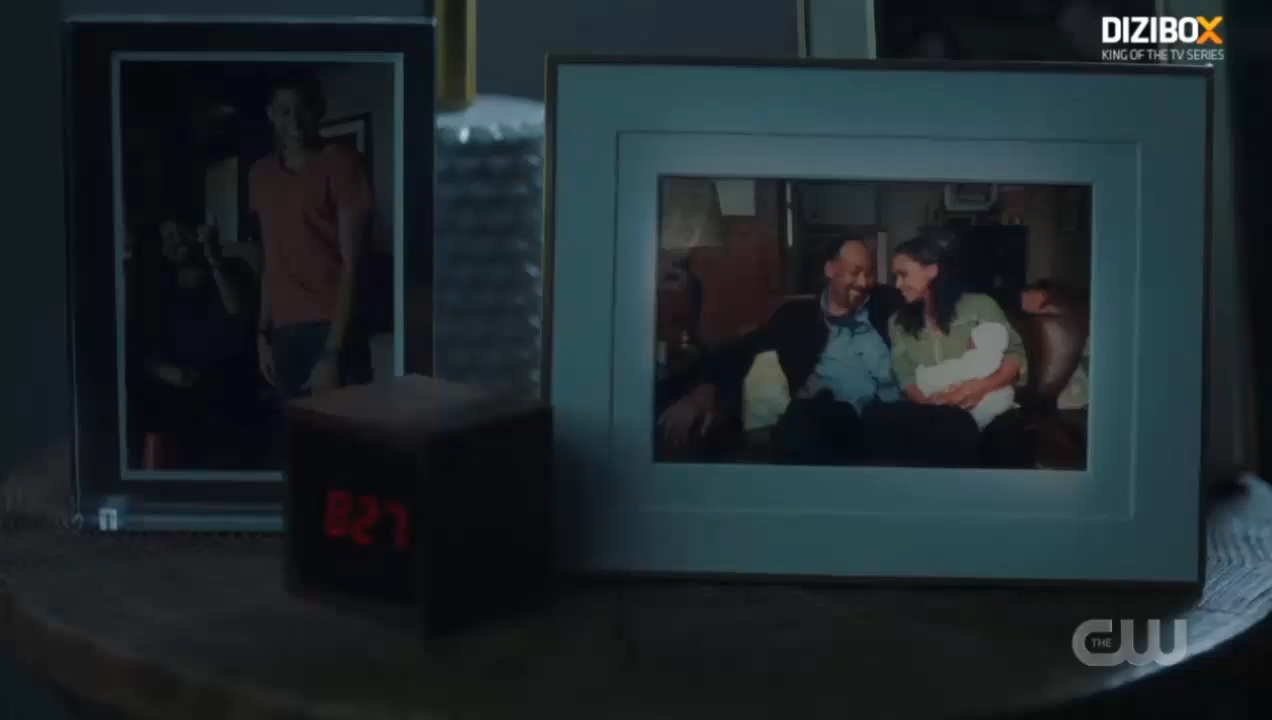 DIZIBOX
KING OF THE TV SERIES
827
THE CW